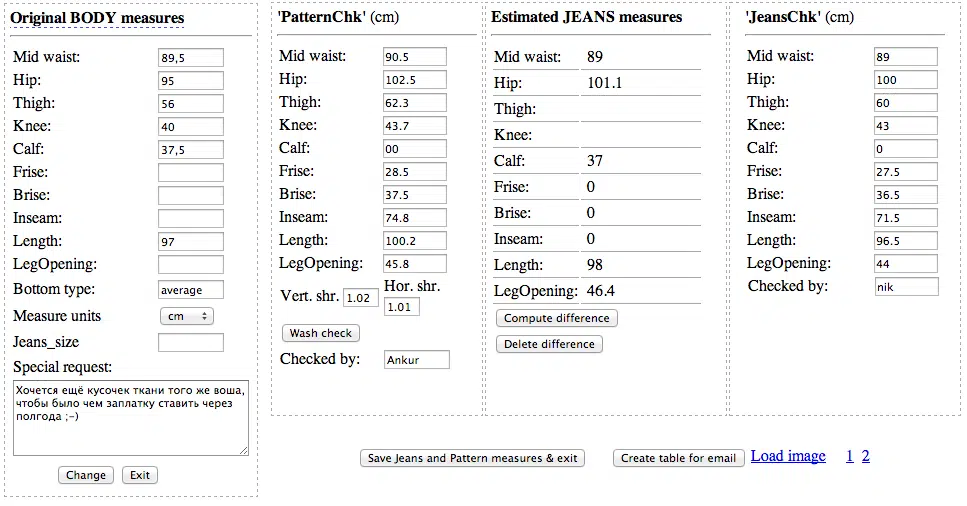 Original BODY measures
Mid waist: 89,5
Hip: 95
Thigh: 56
Knee: 40
Calf: 37,5
Frise:
Brise:
Inseam:
Length: 97
LegOpening:
Bottom type: average
Measure units cm
Jeans_size
Special request:
Хочется ещё кусочек ткани того же воша,
чтобы было чем заплатку ставить через
полгода ;-)
Change Exit
'PatternChk' (cm)
Mid waist: 90.5
Hip: 102.5
Thigh: 62.3
Knee: 43.7
Calf: 00
Frise: 28.5
Brise: 37.5
Inseam: 74.8
Length: 100.2
LegOpening: 45.8
Vert. shr. 1.02 Hor. shr. 1.01
Wash check
Checked by: Ankur
Estimated JEANS measures
Mid waist: 89
Hip: 101.1
Thigh:
Knee:
Calf: 37
Frise: 0
Brise: 0
Inseam: 0
Length: 98
LegOpening: 46.4
Compute difference
Delete difference
'JeansChk' (cm)
Mid waist: 89
Hip: 100
Thigh: 60
Knee: 43
Calf: 0
Frise: 27.5
Brise: 36.5
Inseam: 71.5
Length: 96.5
LegOpening: 44
Checked by: nik
Save Jeans and Pattern measures & exit Create table for email Load image 1 2